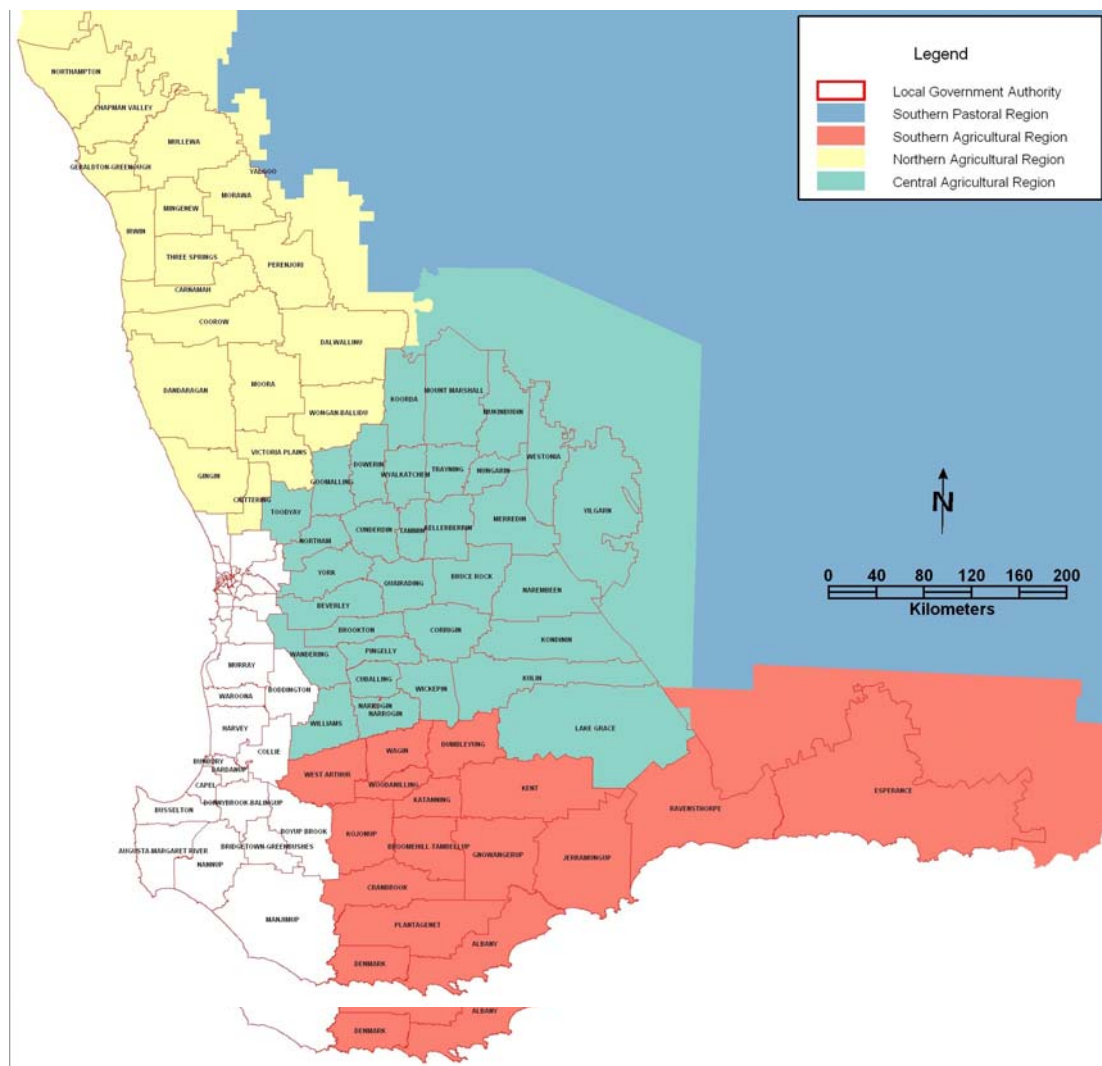 Legend
Local Government Authority
Southern Pastoral Region
Southern Agricultural Region
Northern Agricultural Region
Central Agricultural Region
NORTHAMPTON
CHAPMAN VALLEY
MULLEWA
GERALDTON-GREENOUGH
YALGOO
MORAWA
MINGENEW
IRWIN
THREE SPRINGS
PERENJORI
CARNAMAH
COOROW
DALWALLINU
DANDARAGAN
MOORA
KOORDA
MOUNT MARSHALL
WONGAN-BALLIDU
NUKINBUDIN
VICTORIA PLAINS
DOWERIN
WESTONIA
GINGIN
GOOMALLING
WYALKATCHEM
TRAYNING
MUNGARIN
CHITTERING
TOODYAY
YILGARN
MERREDIN
CUNDERDIN
TAMMIN
KELLERBERRIN
NORTHAM
N
YORK
QUAIRADING
BRUCE ROCK
NAREMBEEN
0 40 80 120 160 200
Kilometers
BEVERLEY
BROOKTON
CORRIGIN
KONDININ
WANDERING
PINGELLY
MURRAY
CUBALLING
KULIN
BODDINGTON
WICKEPIN
WAROONA
NARROGIN
NARROGIN
WILLIAMS
HARVEY
LAKE GRACE
COLLIE
WAGIN
DUMBLEYUNG
BUNBURY
DARDANUP
WEST ARTHUR
CAPEL
WOODANILLING
KENT
ESPERANCE
DONNYBROOK-BALINGUP
KATANNING
BUSSELTON
RAVENSTHORPE
BOYUP BROOK
KOJONUP
AUGUSTA-MARGARET RIVER
BRIDGETOWN-GREENBUSHES
BROOMEHILL-TAMBELLUP
GNOWANGERUP
NANNUP
JERRAMUNGUP
CRANBROOK
MANJIMUP
PLANTAGENET
ALBANY
DENMARK
ALBANY
DENMARK